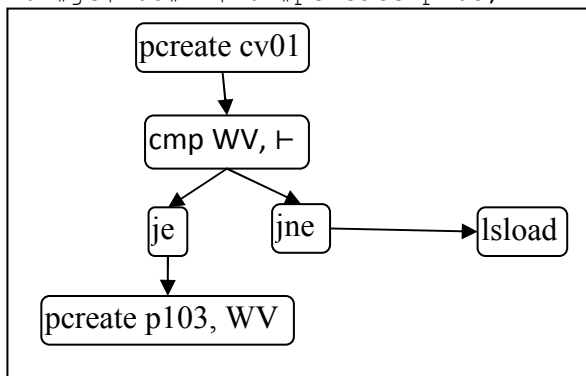 pcreate cv01
cmp WV, ⊢
je
jne
lsload
pcreate p103, WV